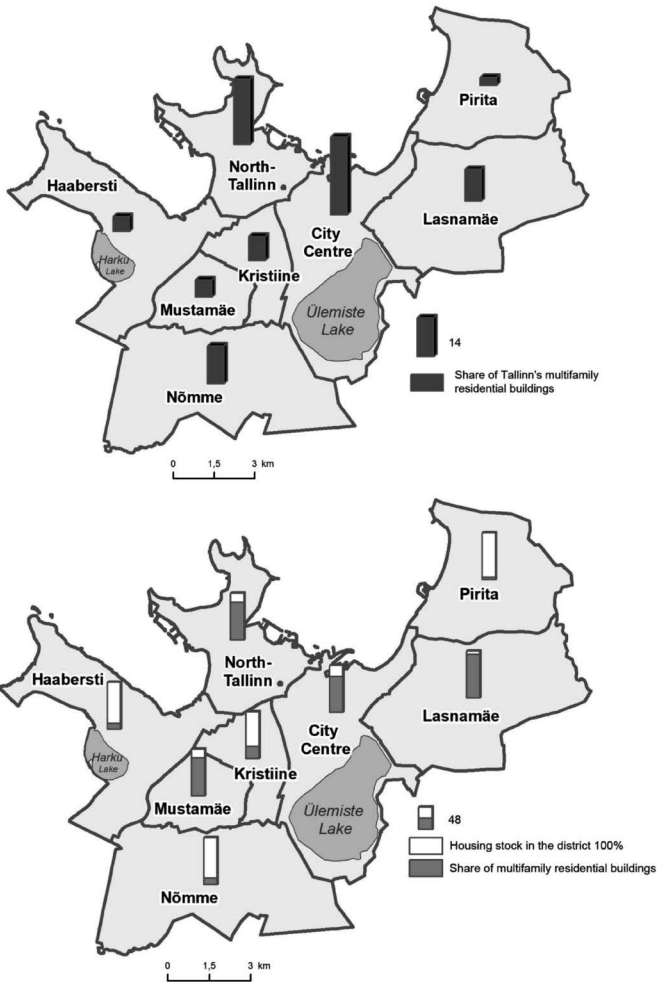 Pirita
North-
Tallinn
Haabersti
City
Centre
Lasnamäe
Harku
Lake
Kristiine
Mustamäe
Ülemiste
Lake
14
Nõmme
Share of Tallinn's multifamily
residential buildings
0 1,5 3 km
Pirita
North-
Tallinn
Haabersti
City
Centre
Lasnamäe
Harku
Lake
Kristiine
Mustamäe
Ülemiste
Lake
48
Housing stock in the district 100%
Share of multifamily residential buildings
Nõmme
0 1,5 3 km